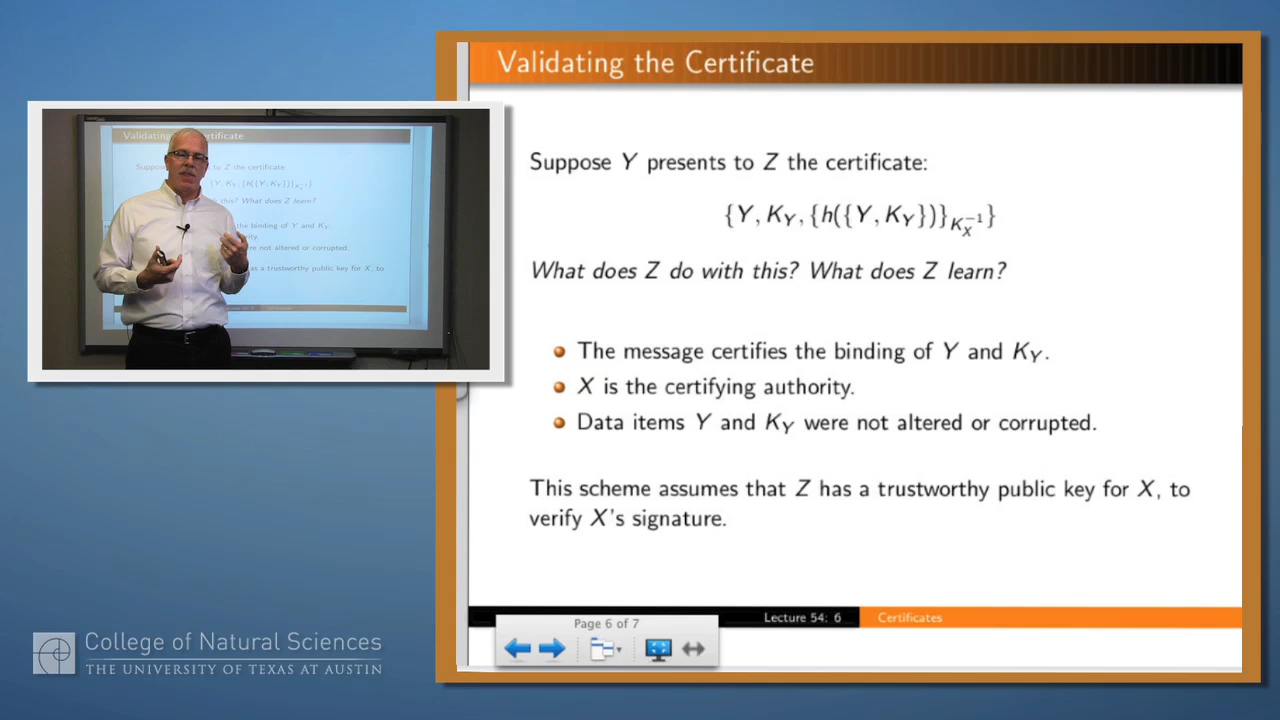 Validating the Certificate
Suppose Y presents to Z the certificate:
{Y, K_Y, {h({Y, K_Y})}_{K_X^{-1}}}
What does Z do with this? What does Z learn?
The message certifies the binding of Y and K_Y.
X is the certifying authority.
Data items Y and K_Y were not altered or corrupted.
This scheme assumes that Z has a trustworthy public key for X, to
verify X's signature.
Lecture 54: 6
Certificates
Page 6 of 7
College of Natural Sciences
THE UNIVERSITY OF TEXAS AT AUSTIN